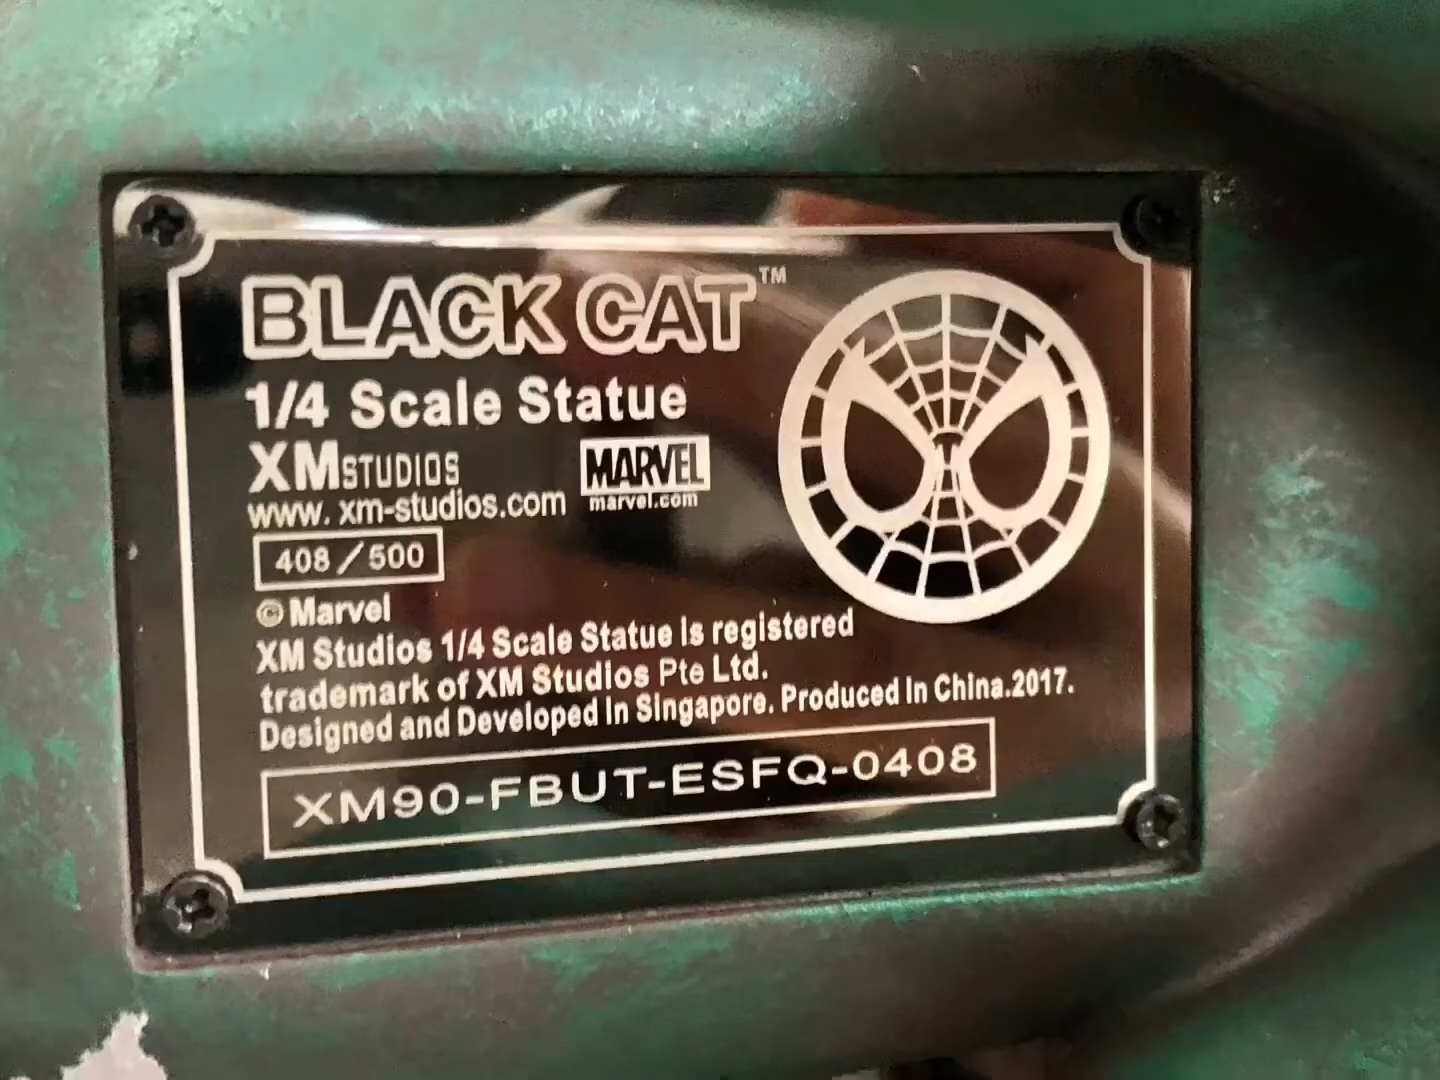 BLACK CAT™
1/4 Scale Statue
XM STUDIOS
MARVEL
www.xm-studios.com
marvel.com
408/500
© Marvel
XM Studios 1/4 Scale Statue is registered
trademark of XM Studios Pte Ltd.
Designed and Developed in Singapore. Produced in China.2017.
XM90-FBUT-ESFQ-0408